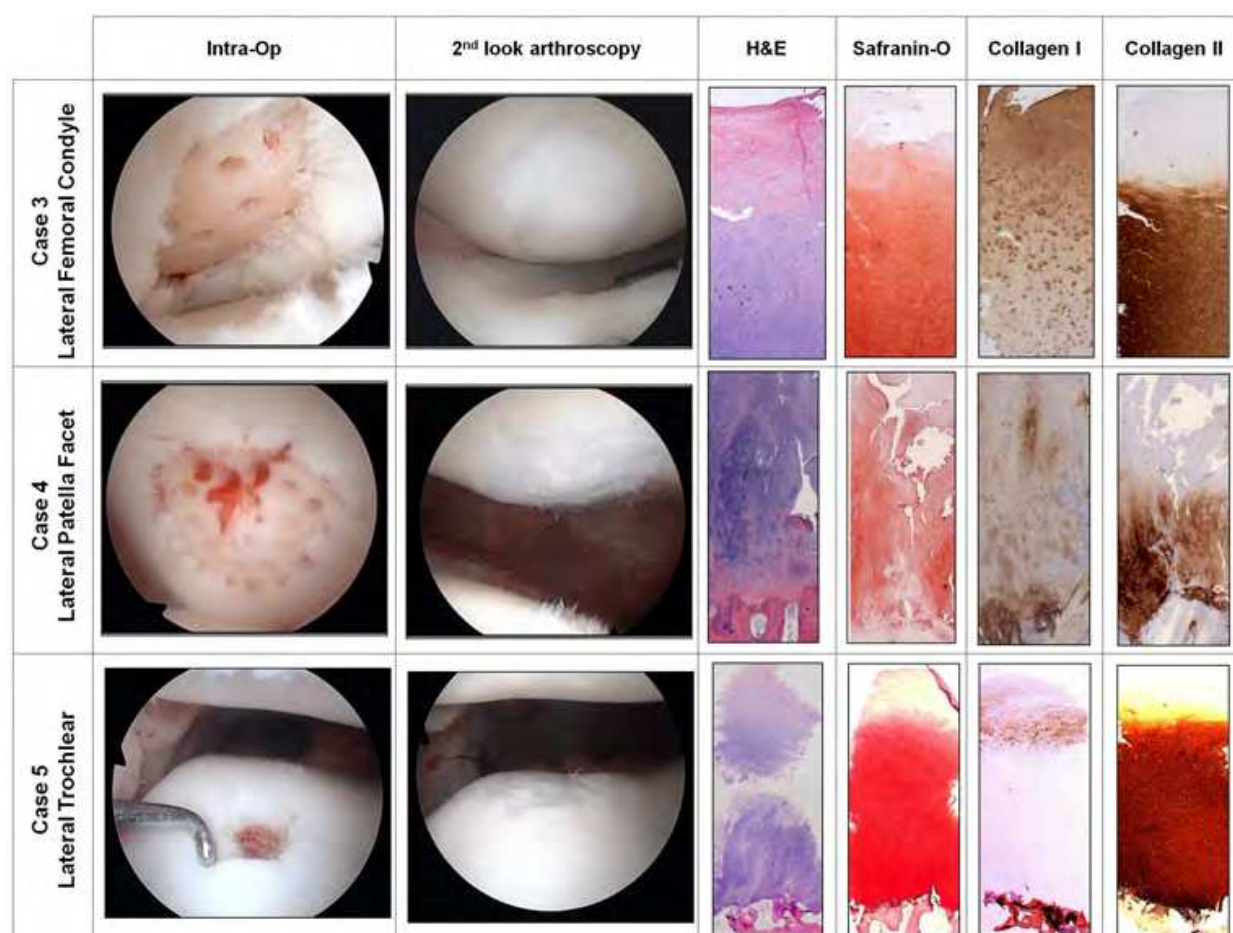 Intra-Op
2nd look arthroscopy
H&E
Safranin-O
Collagen I
Collagen II
Case 3
Lateral Femoral Condyle
Case 4
Lateral Patella Facet
Case 5
Lateral Trochlear